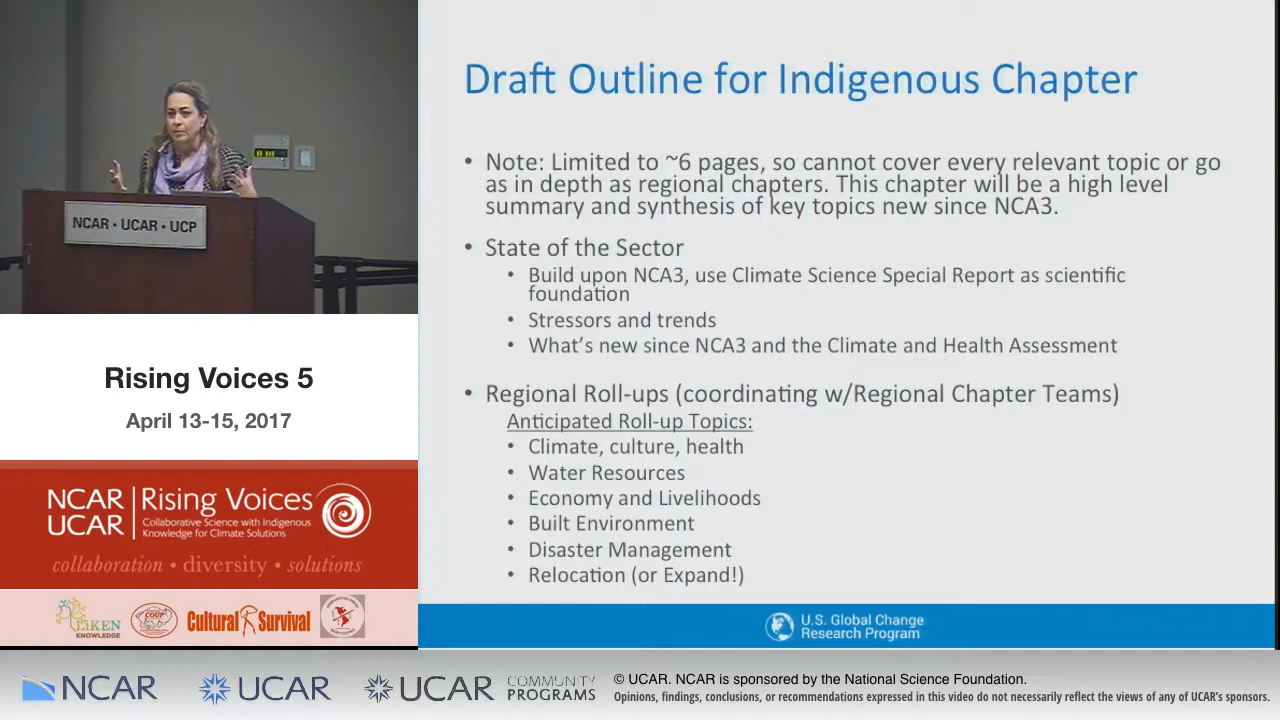 Draft Outline for Indigenous Chapter
• Note: Limited to ~6 pages, so cannot cover every relevant topic or go
as in depth as regional chapters. This chapter will be a high level
summary and synthesis of key topics new since NCA3.
• State of the Sector
• Build upon NCA3, use Climate Science Special Report as scientific
foundation
• Stressors and trends
• What's new since NCA3 and the Climate and Health Assessment
• Regional Roll-ups (coordinating w/Regional Chapter Teams)
Anticipated Roll-up Topics:
• Climate, culture, health
• Water Resources
• Economy and Livelihoods
• Built Environment
• Disaster Management
• Relocation (or Expand!)
U.S. Global Change
Research Program
NCAR • UCAR • UCP
Rising Voices 5
April 13-15, 2017
NCAR
UCAR
Rising Voices
Collaborative Science with Indigenous
Knowledge for Climate Solutions
collaboration • diversity • solutions
EIKEN
KNOWLEDGE
COUP
Cultural Survival
NCAR
UCAR
UCAR
COMMUNITY
PROGRAMS
© UCAR. NCAR is sponsored by the National Science Foundation.
Opinions, findings, conclusions, or recommendations expressed in this video do not necessarily reflect the views of any of UCAR's sponsors.